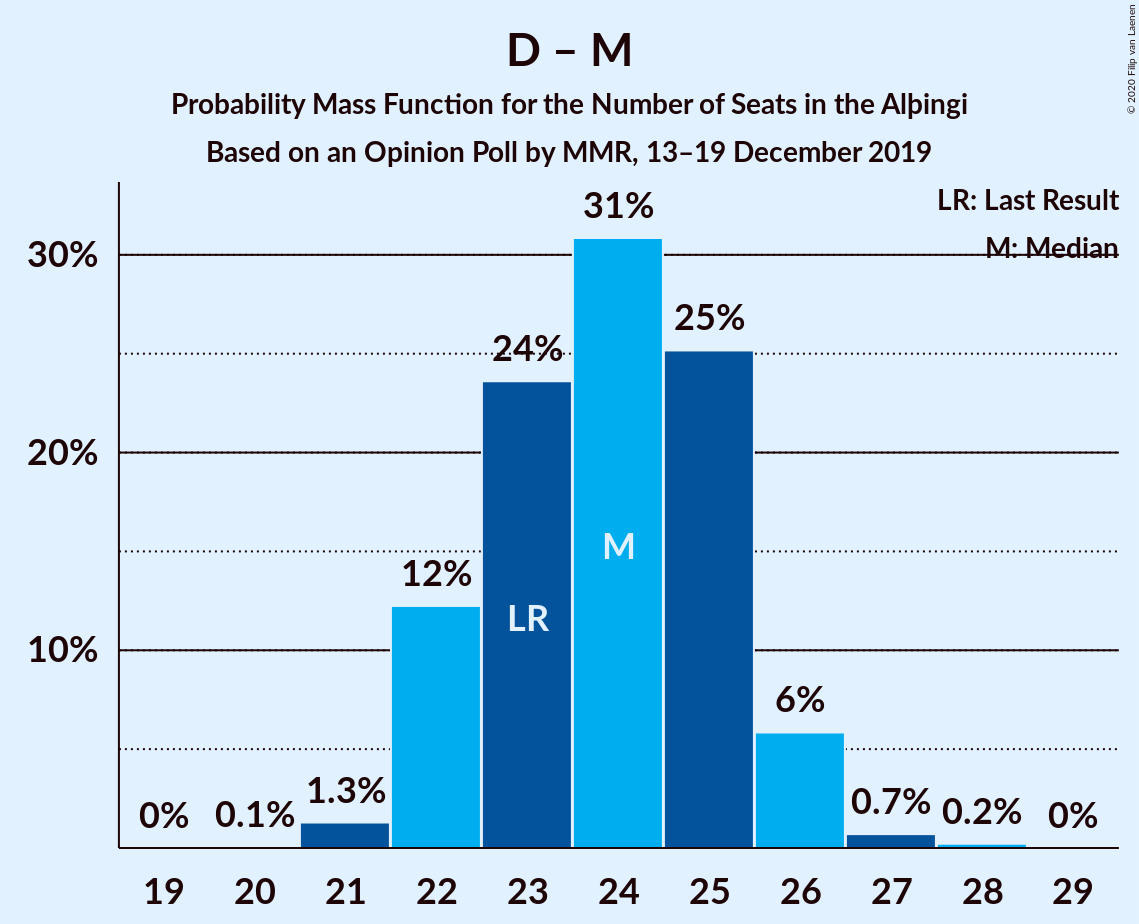 D – M
Probability Mass Function for the Number of Seats in the Alþingi
Based on an Opinion Poll by MMR, 13–19 December 2019
© 2020 Filip van Laenen
LR: Last Result
M: Median
30%
20%
10%
0%
0.1%
1.3%
12%
24%
31%
25%
6%
0.7%
0.2%
0%
LR
M
19 20 21 22 23 24 25 26 27 28 29